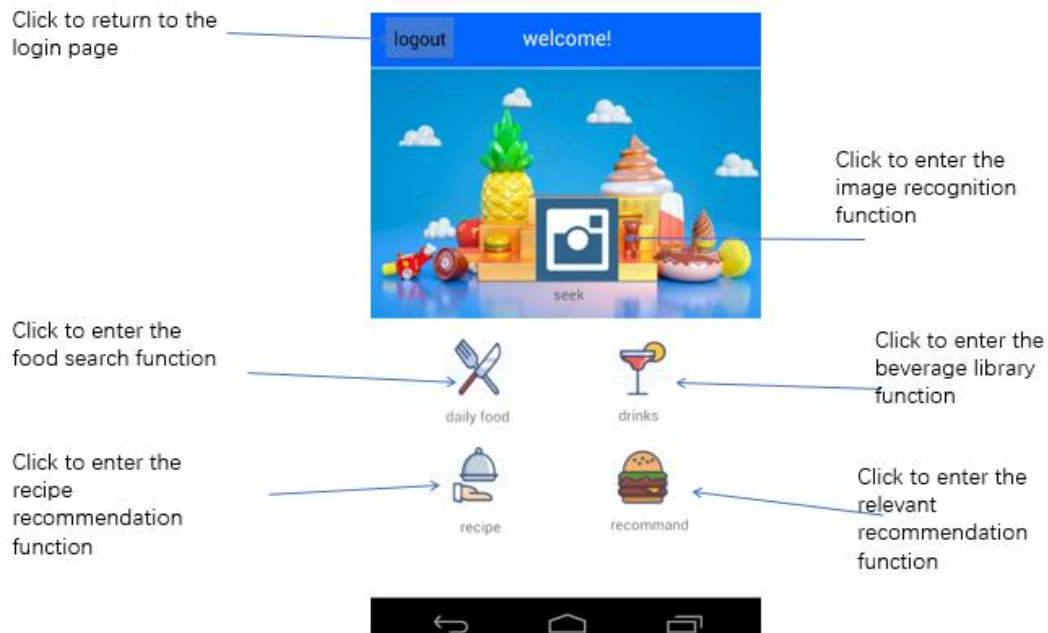 Click to return to the
login page
logout
welcome!
Click to enter the
image recognition
function
seek
Click to enter the
food search function
Click to enter the
beverage library
function
daily food
drinks
Click to enter the
recipe
recommendation
function
Click to enter the
relevant
recommendation
function
recipe
recommand